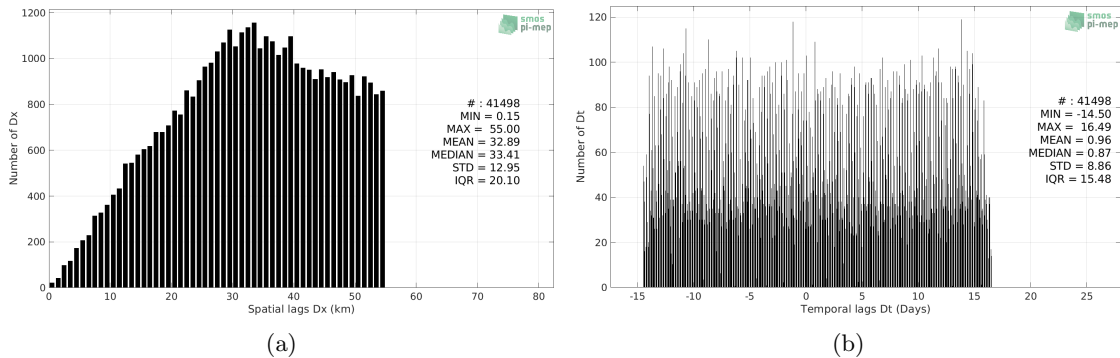 1200
1000
800
600
400
200
0
Number of Dx
0 10 20 30 40 50 60 70 80
Spatial lags Dx (km)
smos
pi-mep
# : 41498
MIN = 0.15
MAX = 55.00
MEAN = 32.89
MEDIAN = 33.41
STD = 12.95
IQR = 20.10
(a)
120
100
80
60
40
20
0
Number of Dt
-15 -10 -5 0 5 10 15 20 25
Temporal lags Dt (Days)
smos
pi-mep
# : 41498
MIN = -14.50
MAX = 16.49
MEAN = 0.96
MEDIAN = 0.87
STD = 8.86
IQR = 15.48
(b)